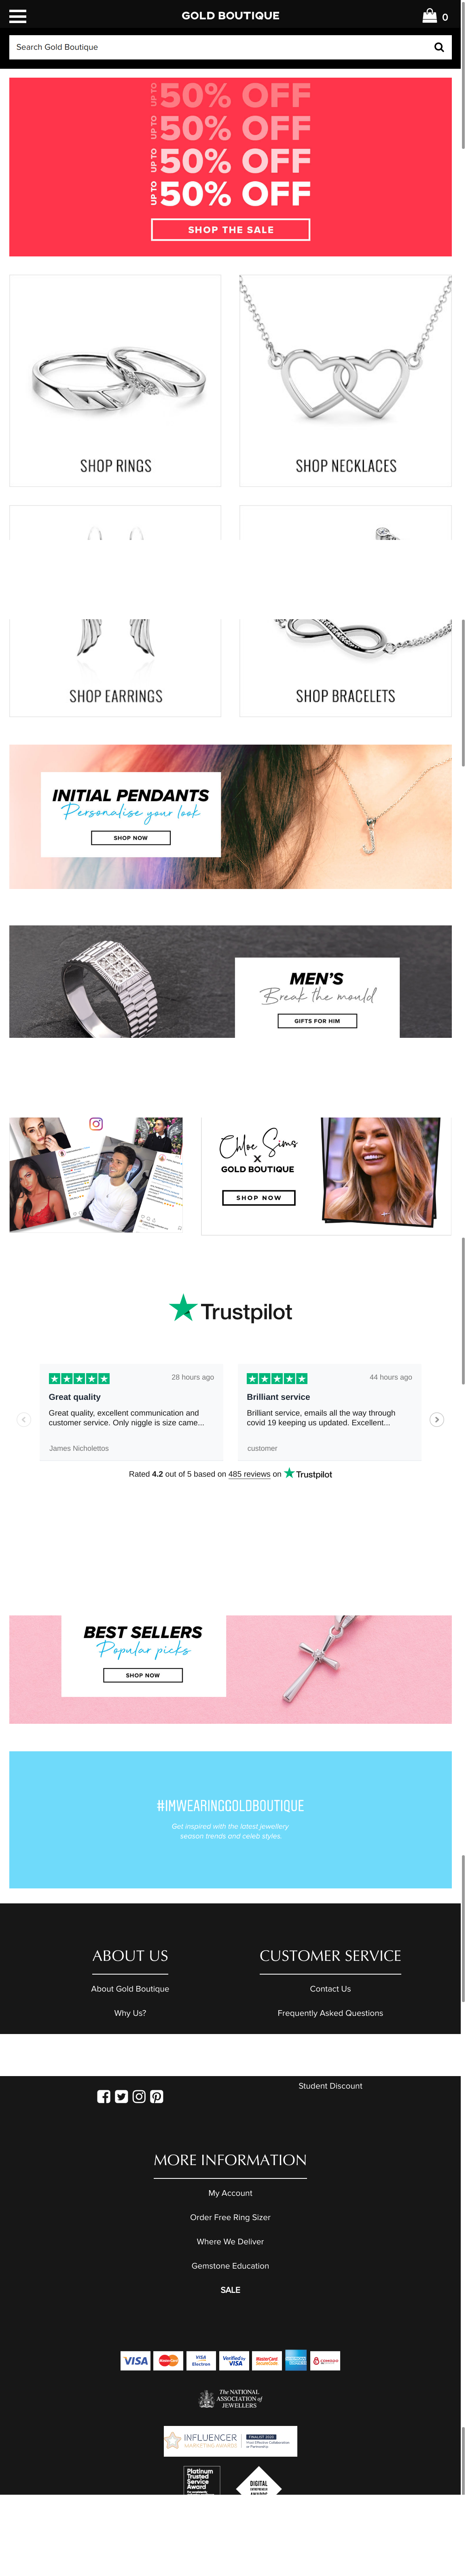 GOLD BOUTIQUE
0
Search Gold Boutique
UP TO 50% OFF
UP TO 50% OFF
UP TO 50% OFF
UP TO 50% OFF
SHOP THE SALE
SHOP RINGS
SHOP NECKLACES
SHOP EARRINGS
SHOP BRACELETS
INITIAL PENDANTS
Personalise your look
SHOP NOW
MEN'S
Break the mould
GIFTS FOR HIM
Chloe Sims
X
GOLD BOUTIQUE
SHOP NOW
Trustpilot
28 hours ago
Great quality
Great quality, excellent communication and
customer service. Only niggle is size came...
James Nicholettos
44 hours ago
Brilliant service
Brilliant service, emails all the way through
covid 19 keeping us updated. Excellent...
customer
Rated 4.2 out of 5 based on 485 reviews on Trustpilot
BEST SELLERS
Popular picks
SHOP NOW
#IMWEARINGGOLDBOUTIQUE
Get inspired with the latest jewellery
season trends and celeb styles.
ABOUT US
About Gold Boutique
Why Us?
CUSTOMER SERVICE
Contact Us
Frequently Asked Questions
Student Discount
MORE INFORMATION
My Account
Order Free Ring Sizer
Where We Deliver
Gemstone Education
SALE
VISA
MasterCard
VISA
Electron
Verified by
VISA
MasterCard
SecureCode
The NATIONAL
ASSOCIATION of
JEWELLERS
INFLUENCER
MARKETING AWARDS
FINALIST 2020
Platinum
Trusted
Service
Award
DIGITAL